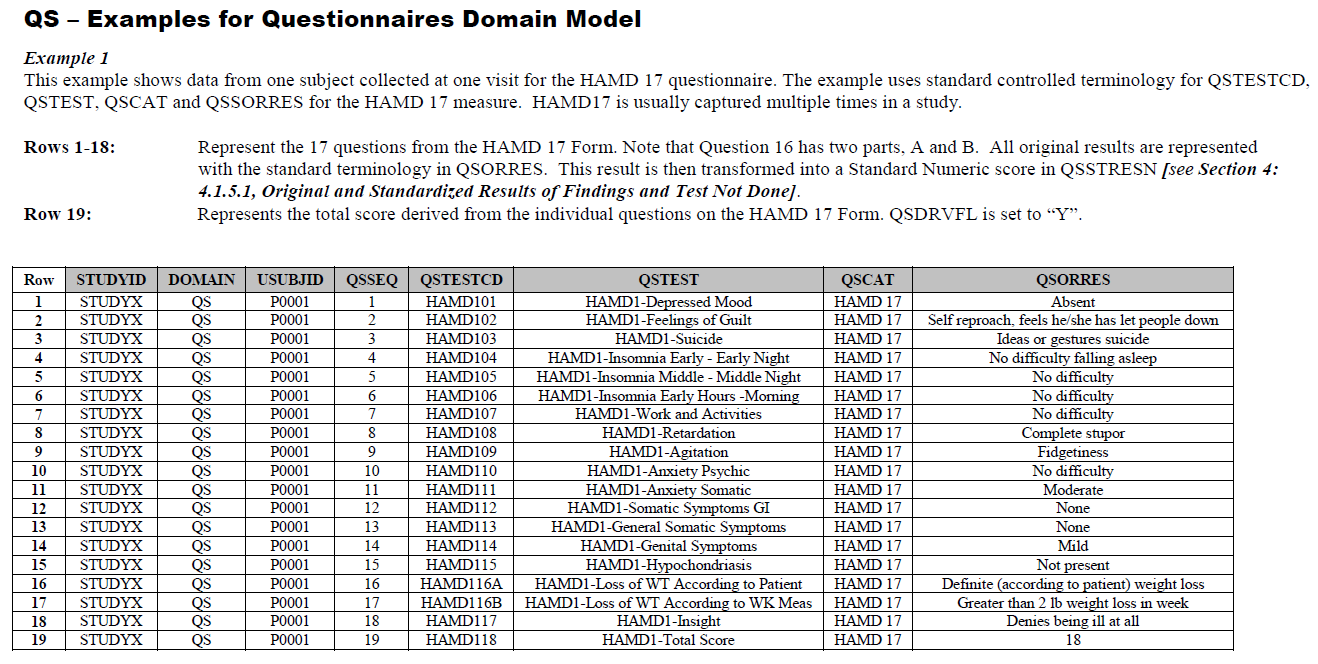 QS – Examples for Questionnaires Domain Model
Example 1
This example shows data from one subject collected at one visit for the HAMD 17 questionnaire. The example uses standard controlled terminology for QSTESTCD,
QSTEST, QSCAT and QSSORRES for the HAMD 17 measure. HAMD17 is usually captured multiple times in a study.
Rows 1-18: Represent the 17 questions from the HAMD 17 Form. Note that Question 16 has two parts, A and B. All original results are represented
with the standard terminology in QSORRES. This result is then transformed into a Standard Numeric score in QSSTRESN [see Section 4:
4.1.5.1, Original and Standardized Results of Findings and Test Not Done].
Row 19: Represents the total score derived from the individual questions on the HAMD 17 Form. QSDRVFL is set to “Y”.
Row STUDYID DOMAIN USUBJID QSSEQ QSTESTCD QSTEST QSCAT QSORRES
1 STUDYX QS P0001 1 HAMD101 HAMD1-Depressed Mood HAMD 17 Absent
2 STUDYX QS P0001 2 HAMD102 HAMD1-Feelings of Guilt HAMD 17 Self reproach, feels he/she has let people down
3 STUDYX QS P0001 3 HAMD103 HAMD1-Suicide HAMD 17 Ideas or gestures suicide
4 STUDYX QS P0001 4 HAMD104 HAMD1-Insomnia Early - Early Night HAMD 17 No difficulty falling asleep
5 STUDYX QS P0001 5 HAMD105 HAMD1-Insomnia Middle - Middle Night HAMD 17 No difficulty
6 STUDYX QS P0001 6 HAMD106 HAMD1-Insomnia Early Hours -Morning HAMD 17 No difficulty
7 STUDYX QS P0001 7 HAMD107 HAMD1-Work and Activities HAMD 17 No difficulty
8 STUDYX QS P0001 8 HAMD108 HAMD1-Retardation HAMD 17 Complete stupor
9 STUDYX QS P0001 9 HAMD109 HAMD1-Agitation HAMD 17 Fidgetiness
10 STUDYX QS P0001 10 HAMD110 HAMD1-Anxiety Psychic HAMD 17 No difficulty
11 STUDYX QS P0001 11 HAMD111 HAMD1-Anxiety Somatic HAMD 17 Moderate
12 STUDYX QS P0001 12 HAMD112 HAMD1-Somatic Symptoms GI HAMD 17 None
13 STUDYX QS P0001 13 HAMD113 HAMD1-General Somatic Symptoms HAMD 17 None
14 STUDYX QS P0001 14 HAMD114 HAMD1-Genital Symptoms HAMD 17 Mild
15 STUDYX QS P0001 15 HAMD115 HAMD1-Hypochondriasis HAMD 17 Not present
16 STUDYX QS P0001 16 HAMD116A HAMD1-Loss of WT According to Patient HAMD 17 Definite (according to patient) weight loss
17 STUDYX QS P0001 17 HAMD116B HAMD1-Loss of WT According to WK Meas HAMD 17 Greater than 2 lb weight loss in week
18 STUDYX QS P0001 18 HAMD117 HAMD1-Insight HAMD 17 Denies being ill at all
19 STUDYX QS P0001 19 HAMD118 HAMD1-Total Score HAMD 17 18